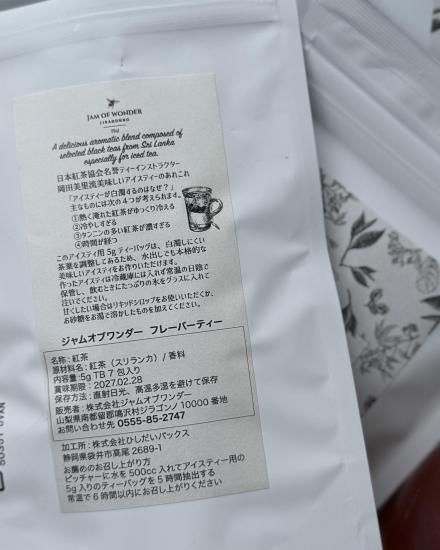 JAM OF WONDER
JIRAGONNO
A delicious aromatic blend composed of
selected black teas from Sri Lanka
especially for iced tea.
日本紅茶協会名誉ティーインストラクター
岡田美里流美味しいアイスティーのあれこれ
「アイスティーが白濁するのはなぜ？」
主なものには次の４つが考えられます。
①熱く淹れた紅茶がゆっくり冷える
②冷やしすぎる
③タンニンの多い紅茶が濃すぎる
④時間が経つ
このアイスティ用 5g ティーバッグは、白濁しにくい
茶葉を調整してあるため、水出しでも本格的な
美味しいアイスティをお作りいただけます。
作ったアイスティは冷蔵庫には入れず常温の日陰で
保管し、飲むときにたっぷりの氷をグラスに入れて
注いでください。
甘くしたい場合はリキッドシロップをお使いいただくか、
お砂糖をお湯で溶かしたものを加えてください。
ジャムオブワンダー フレーバーティー
名称：紅茶
原材料名：紅茶（スリランカ）/ 香料
内容量:5g TB 7 包入り
賞味期限：2027.02.28
保存方法：直射日光、高温多湿を避けて保存
販売者：株式会社ジャムオブワンダー
山梨県南都留郡鳴沢村ジラゴンノ 10000 番地
お問い合わせ先 0555-85-2747
加工所：株式会社ひしだいパックス
静岡県袋井市高尾 2689-1
お薦めのお召し上がり方
ピッチャーに水を 500cc 入れてアイスティー用の
5g 入りのティーバッグを 5 時間抽出する
常温で 6 時間以内にお召し上がりください